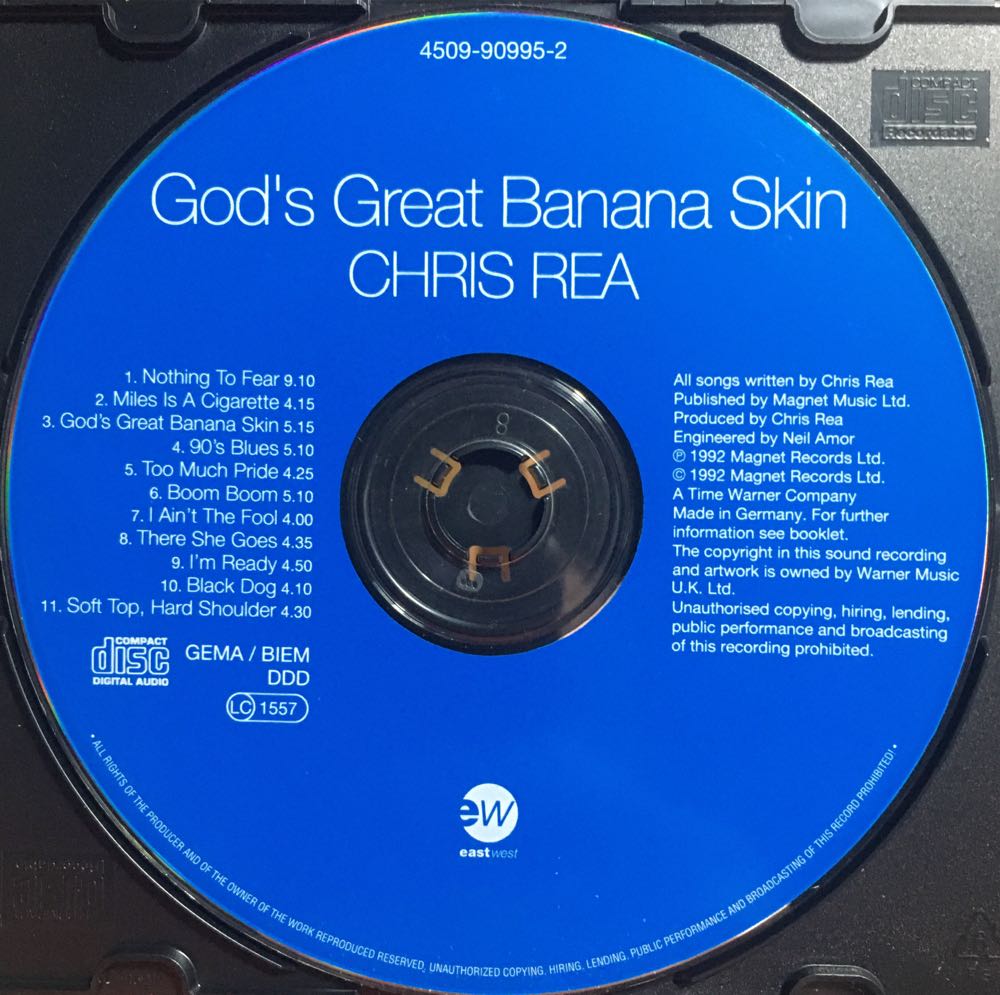 4509-90995-2
COMPACT
disc
Recordable
God's Great Banana Skin
CHRIS REA
1. Nothing To Fear 9.10
2. Miles Is A Cigarette 4.15
3. God's Great Banana Skin 5.15
4. 90's Blues 5.10
5. Too Much Pride 4.25
6. Boom Boom 5.10
7. I Ain't The Fool 4.00
8. There She Goes 4.35
9. I'm Ready 4.50
10. Black Dog 4.10
11. Soft Top, Hard Shoulder 4.30
COMPACT
disc
DIGITAL AUDIO
GEMA / BIEM
DDD
LC 1557
8
All songs written by Chris Rea
Published by Magnet Music Ltd.
Produced by Chris Rea
Engineered by Neil Amor
℗ 1992 Magnet Records Ltd.
© 1992 Magnet Records Ltd.
A Time Warner Company
Made in Germany. For further
information see booklet.
The copyright in this sound recording
and artwork is owned by Warner Music
U.K. Ltd.
Unauthorised copying, hiring, lending,
public performance and broadcasting
of this recording prohibited.
ew
eastwest
• ALL RIGHTS OF THE PRODUCER AND OF THE OWNER OF THE WORK REPRODUCED RESERVED, UNAUTHORIZED COPYING. HIRING. LENDING. PUBLIC PERFORMANCE AND BROADCASTING OF THIS RECORD PROHIBITED! •